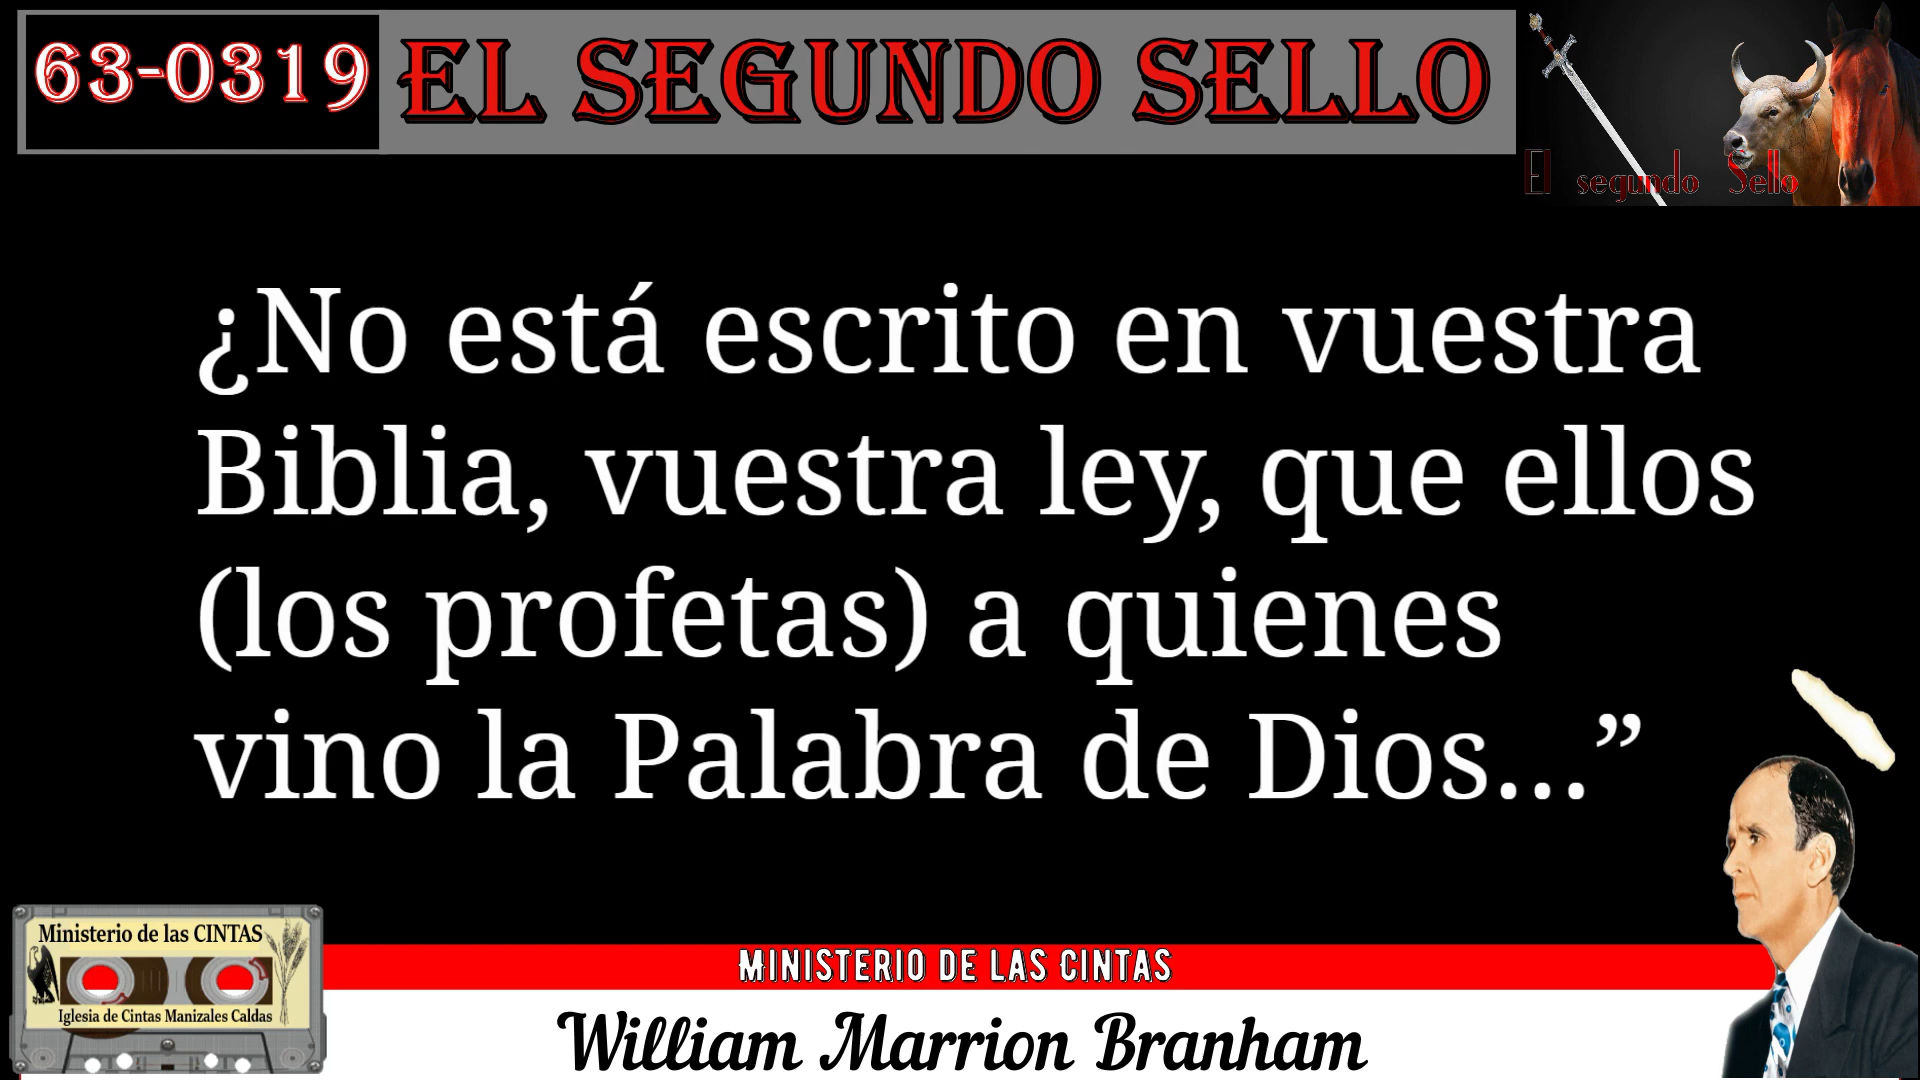 63-0319
EL SEGUNDO SELLO
El segundo Sello
¿No está escrito en vuestra
Biblia, vuestra ley, que ellos
(los profetas) a quienes
vino la Palabra de Dios...”
Ministerio de las CINTAS
Iglesia de Cintas Manizales Caldas
MINISTERIO DE LAS CINTAS
William Marrion Branham